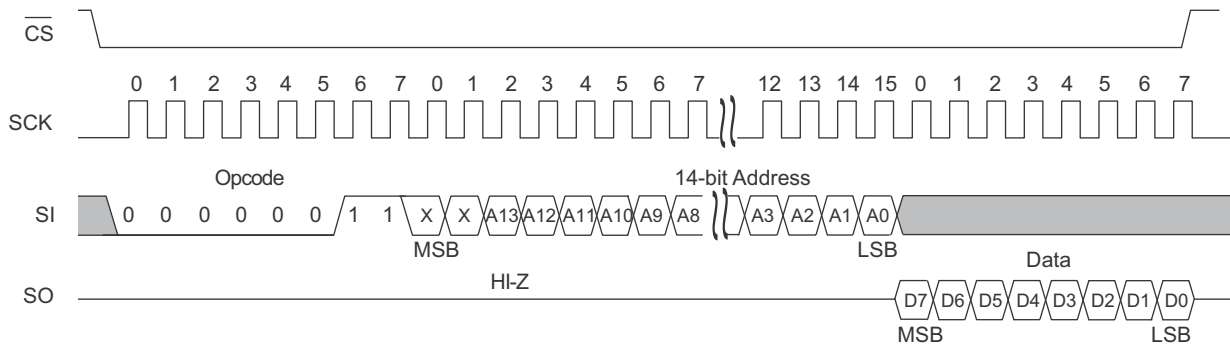 CS
0 1 2 3 4 5 6 7 0 1 2 3 4 5 6 7 12 13 14 15 0 1 2 3 4 5 6 7
SCK
Opcode 14-bit Address
SI 0 0 0 0 0 0 1 1 X X A13 A12 A11 A10 A9 A8 A3 A2 A1 A0
MSB LSB
HI-Z Data
SO D7 D6 D5 D4 D3 D2 D1 D0
MSB LSB